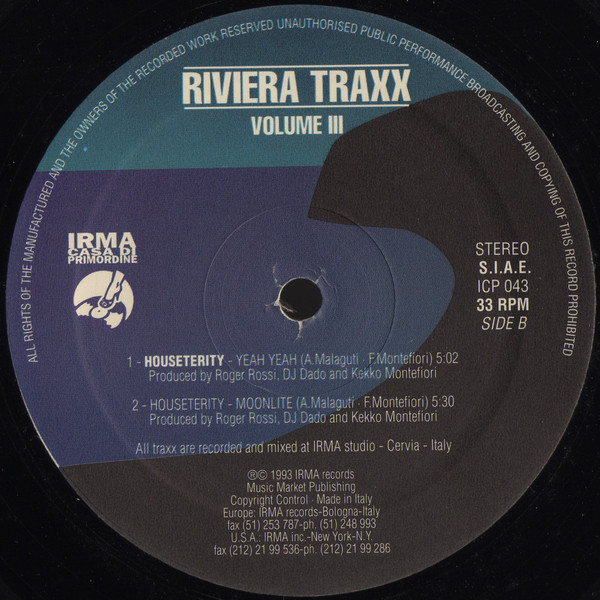 ALL RIGHTS OF THE MANUFACTURED AND THE OWNERS OF THE RECORDED WORK RESERVED UNAUTHORISED PUBLIC PERFORMANCE BROADCASTING AND COPYING OF THIS RECORD PROHIBITED
RIVIERA TRAXX
VOLUME III
IRMA
CASA DI
PRIMORDINE
STEREO
S.I.A.E.
ICP 043
33 RPM
SIDE B
1 - HOUSETERITY - YEAH YEAH (A.Malaguti · F.Montefiori) 5:02
Produced by Roger Rossi, DJ Dado and Kekko Montefiori
2 - HOUSETERITY - MOONLITE (A.Malaguti · F.Montefiori) 5:30
Produced by Roger Rossi, DJ Dado and Kekko Montefiori
All traxx are recorded and mixed at IRMA studio - Cervia - Italy
℗© 1993 IRMA records
Music Market Publishing
Copyright Control · Made in Italy
Europe: IRMA records-Bologna-Italy
fax (51) 253 787-ph. (51) 248 993
U.S.A.: IRMA inc.-New York-N.Y.
fax (212) 21 99 536-ph. (212) 21 99 286